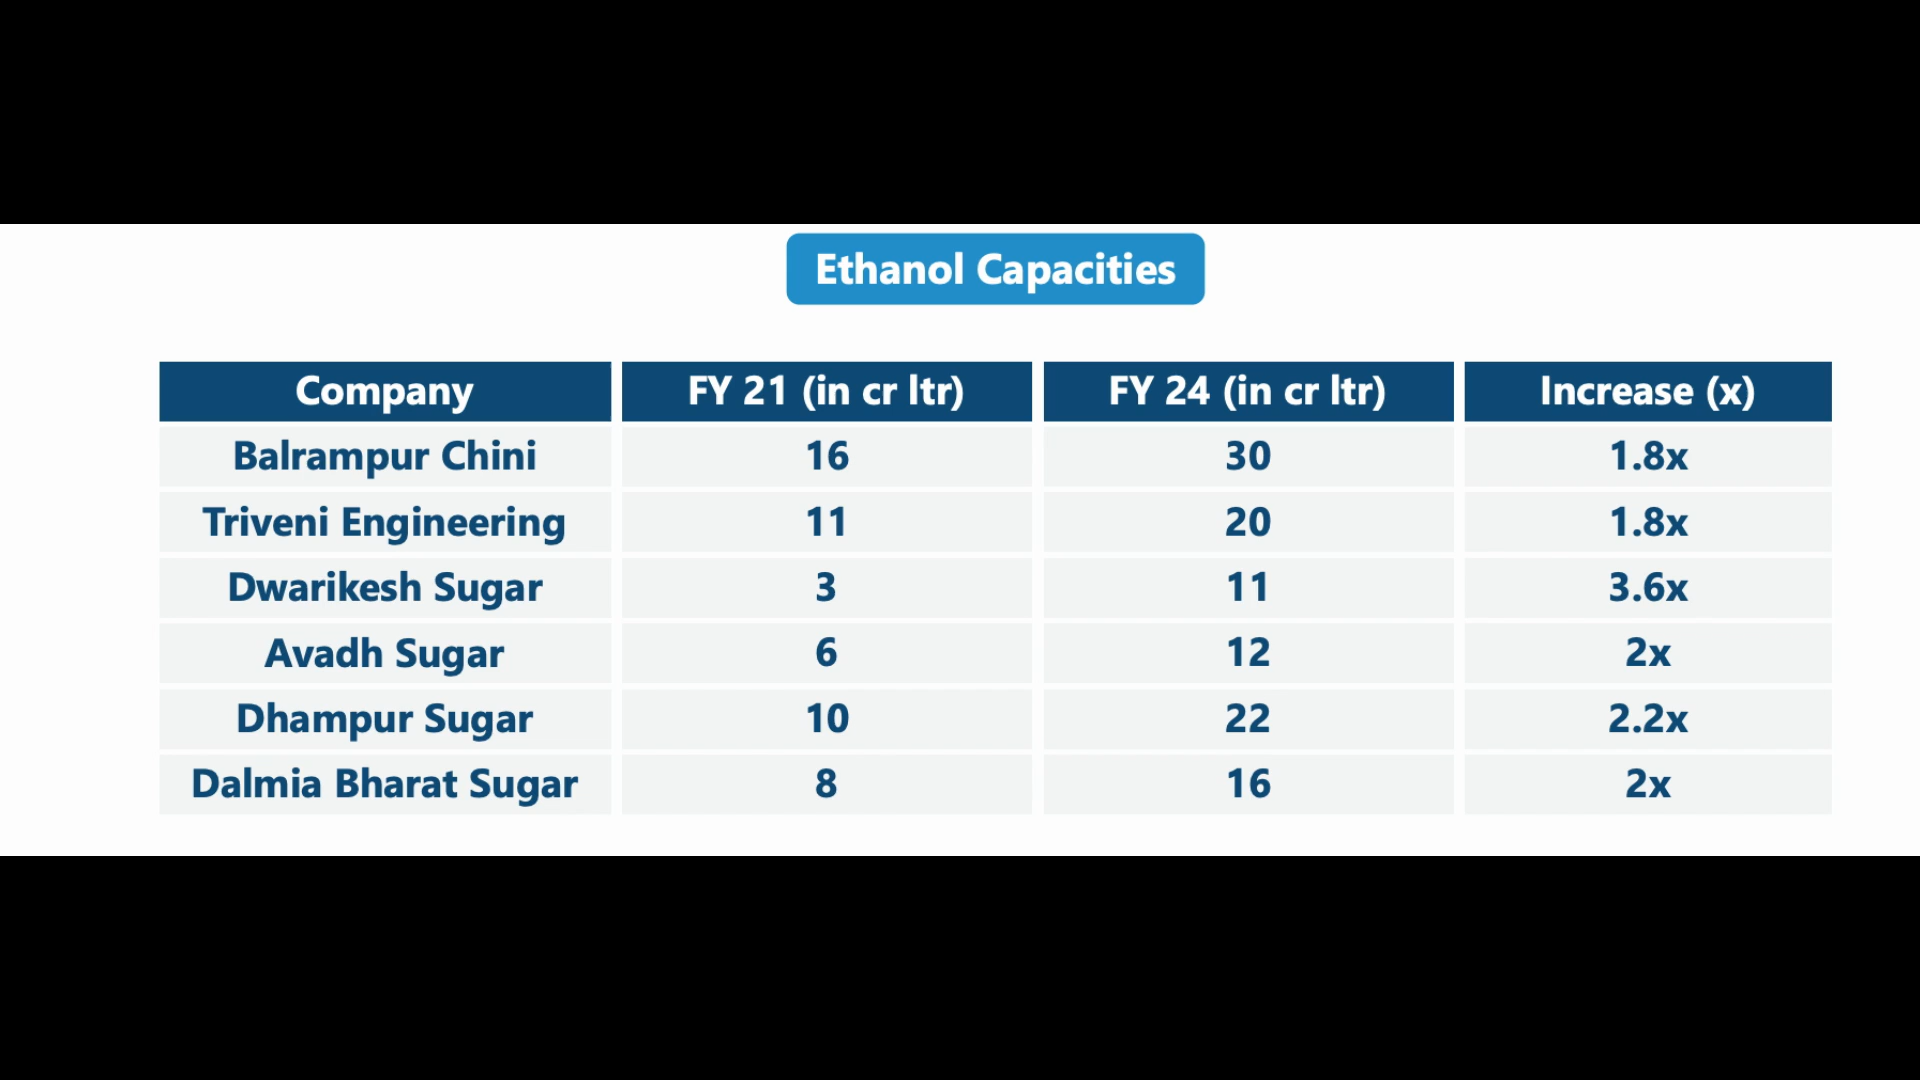 Ethanol Capacities
Company FY 21 (in cr ltr) FY 24 (in cr ltr) Increase (x)
Balrampur Chini 16 30 1.8x
Triveni Engineering 11 20 1.8x
Dwarikesh Sugar 3 11 3.6x
Avadh Sugar 6 12 2x
Dhampur Sugar 10 22 2.2x
Dalmia Bharat Sugar 8 16 2x